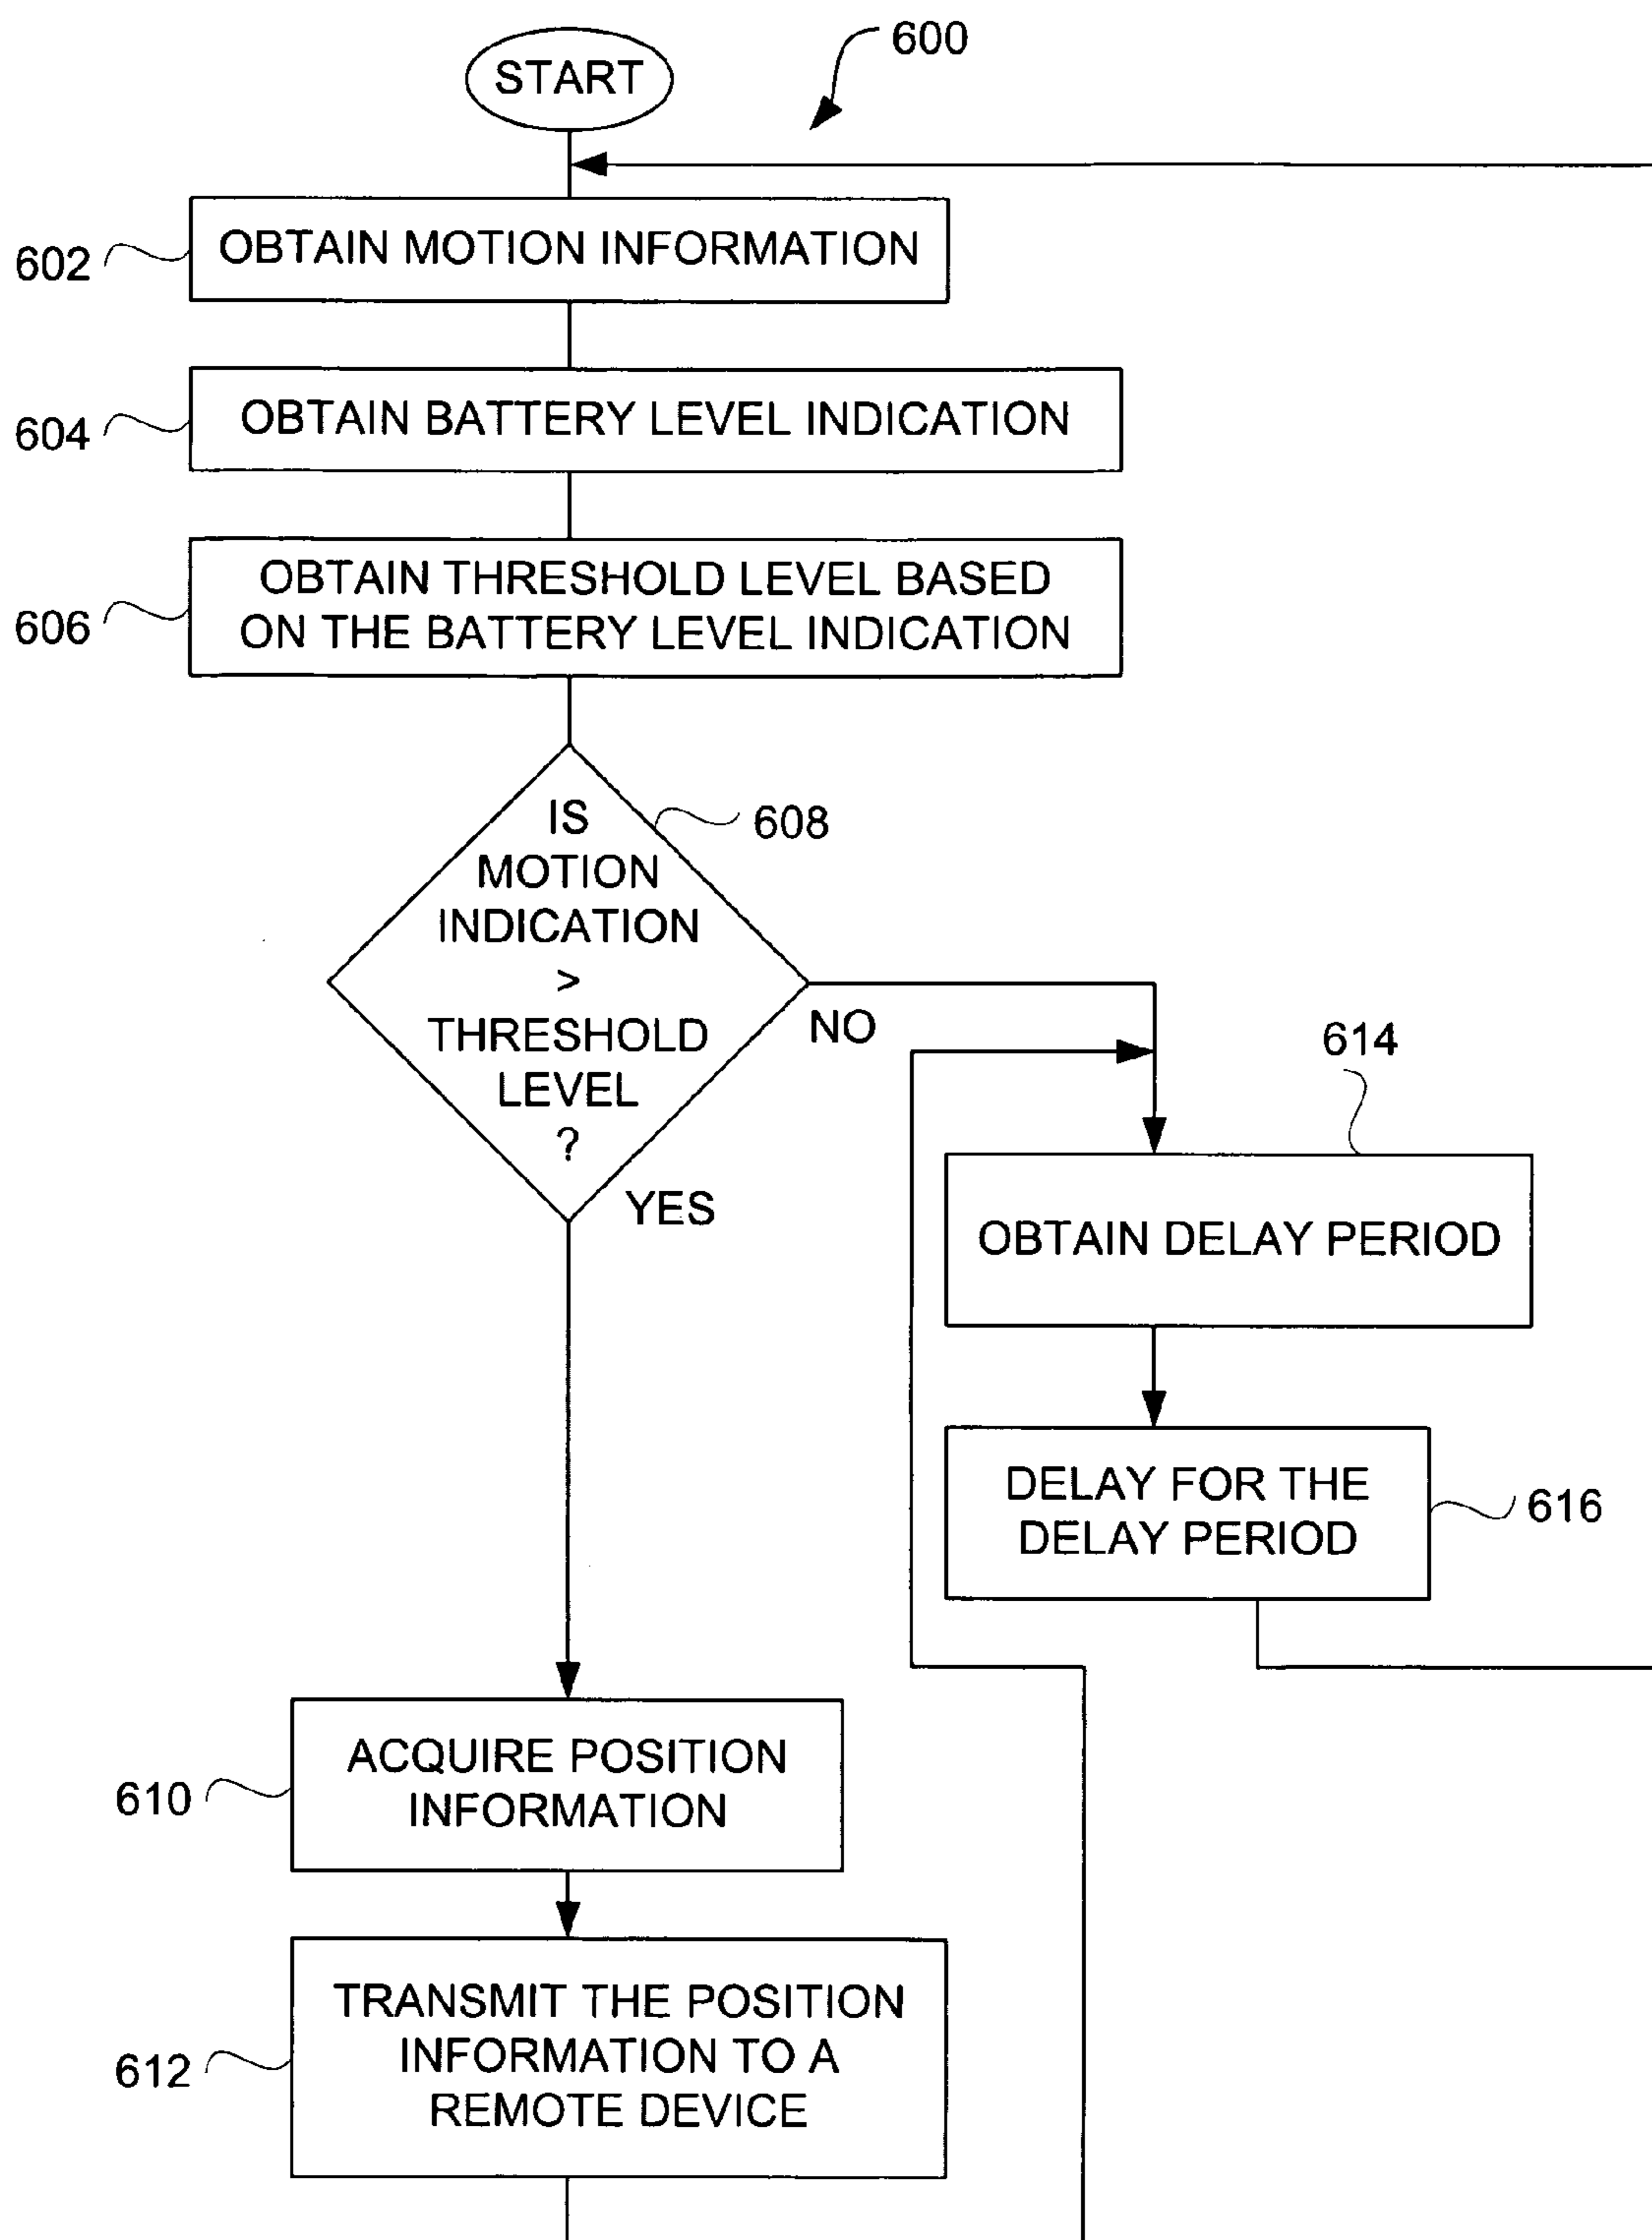 START
600
602
OBTAIN MOTION INFORMATION
604
OBTAIN BATTERY LEVEL INDICATION
606
OBTAIN THRESHOLD LEVEL BASED
ON THE BATTERY LEVEL INDICATION
608
IS
MOTION
INDICATION
>
THRESHOLD
LEVEL
?
NO
YES
614
OBTAIN DELAY PERIOD
DELAY FOR THE
DELAY PERIOD
616
610
ACQUIRE POSITION
INFORMATION
612
TRANSMIT THE POSITION
INFORMATION TO A
REMOTE DEVICE